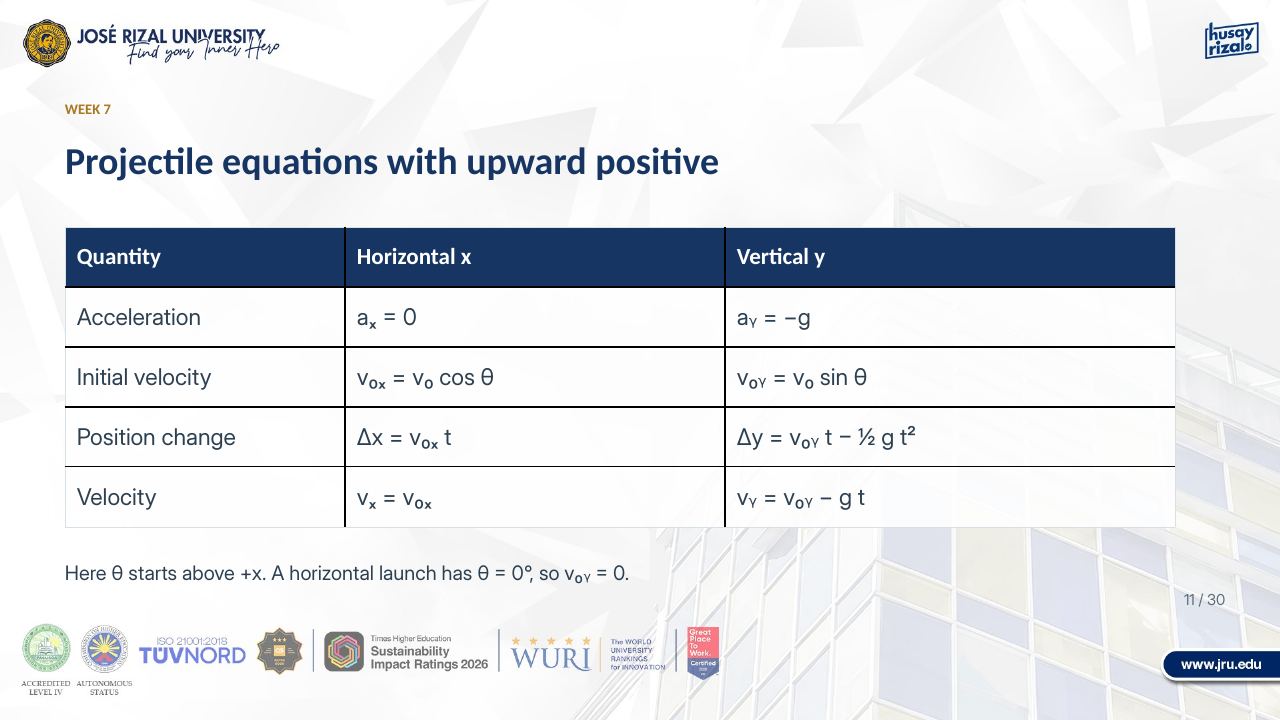 JOSÉ RIZAL UNIVERSITY
Find your Inner Hero
husay
rizal
WEEK 7
Projectile equations with upward positive
Quantity Horizontal x Vertical y
Acceleration aₓ = 0 aᵧ = −g
Initial velocity v₀ₓ = v₀ cos θ v₀ᵧ = v₀ sin θ
Position change Δx = v₀ₓ t Δy = v₀ᵧ t − ½ g t²
Velocity vₓ = v₀ₓ vᵧ = v₀ᵧ − g t
Here θ starts above +x. A horizontal launch has θ = 0°, so v₀ᵧ = 0.
11 / 30
ACCREDITED
LEVEL IV
AUTONOMOUS
STATUS
ISO 21001:2018
TÜVNORD
Times Higher Education
Sustainability
Impact Ratings 2026
WURI
The WORLD
UNIVERSITY
RANKINGS
for INNOVATION
Great
Place
To
Work.
Certified
www.jru.edu